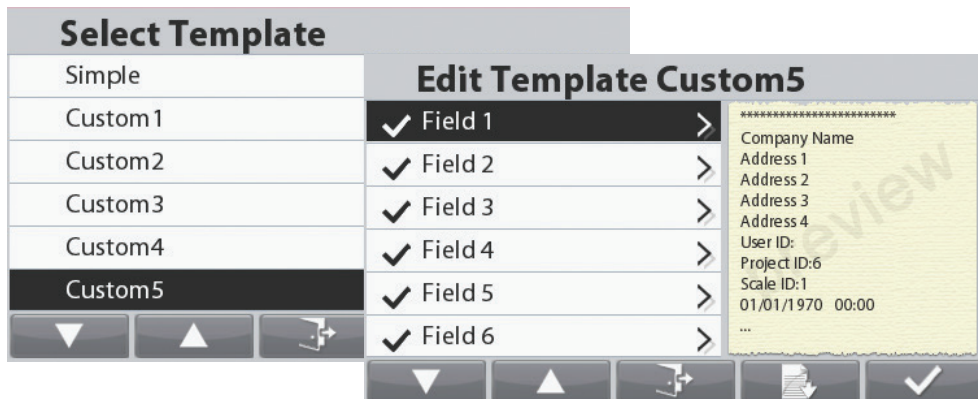 Select Template
Simple
Custom1
Custom2
Custom3
Custom4
Custom5
Edit Template Custom5
Field 1
Field 2
Field 3
Field 4
Field 5
Field 6
************************
Company Name
Address 1
Address 2
Address 3
Address 4
User ID:
Project ID:6
Scale ID:1
01/01/1970 00:00
...
Preview